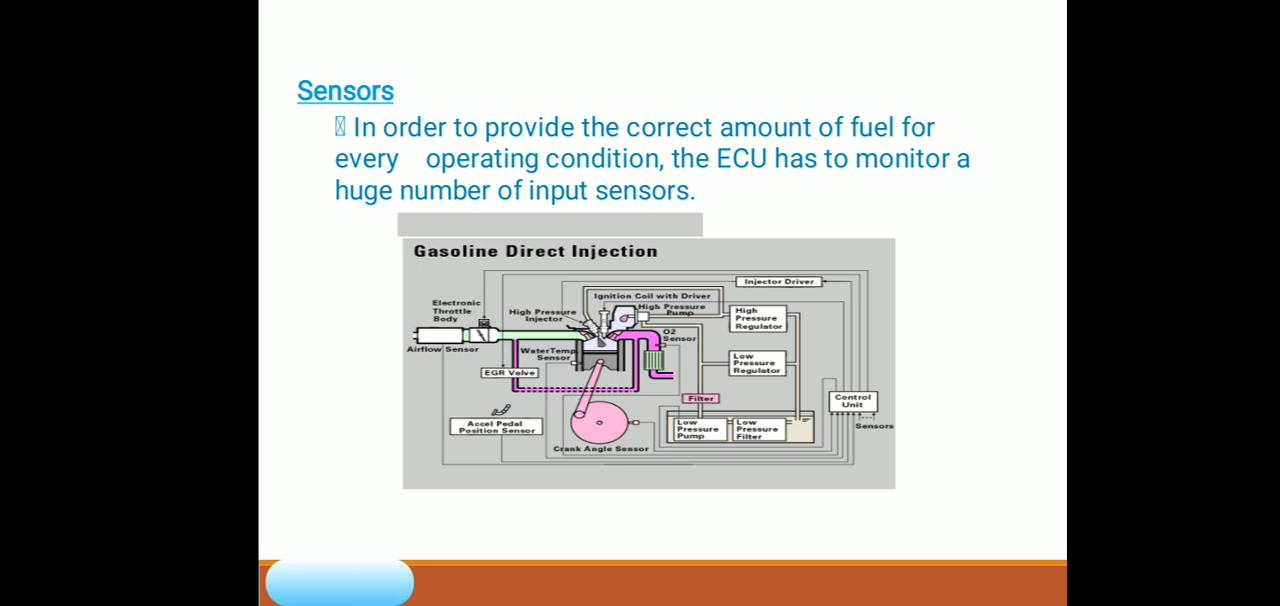 Sensors
In order to provide the correct amount of fuel for
every operating condition, the ECU has to monitor a
huge number of input sensors.
Gasoline Direct Injection
Injector Driver
Ignition Coil with Driver
Electronic
Throttle
Body
High Pressure
Injector
High Pressure
Pump
High
Pressure
Regulator
O2
Sensor
Airflow Sensor
Water Temp
Sensor
Low
Pressure
Regulator
EGR Valve
Filter
Control
Unit
Accel Pedal
Position Sensor
Low
Pressure
Pump
Low
Pressure
Filter
Sensors
Crank Angle Sensor